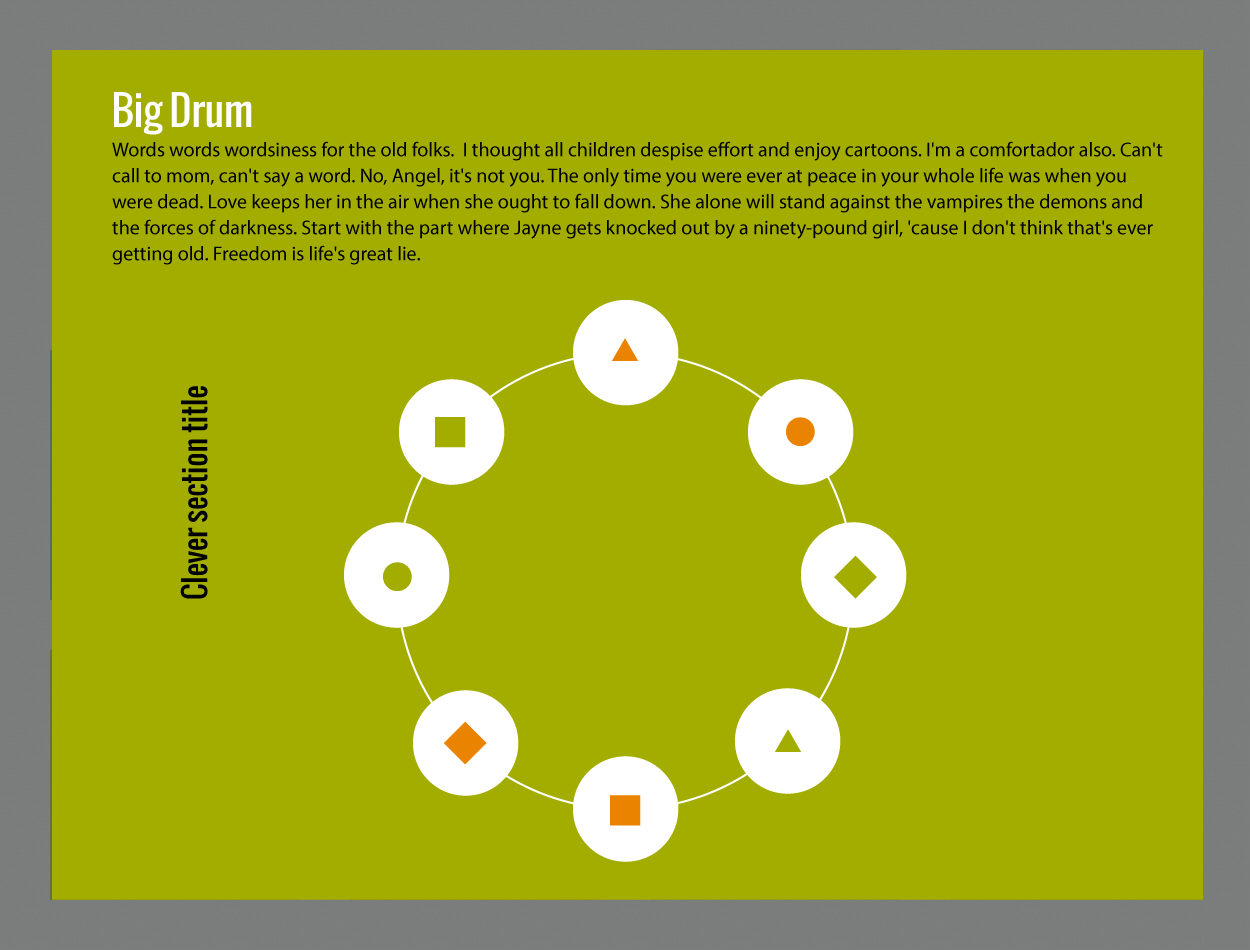 Big Drum
Words words wordsiness for the old folks.  I thought all children despise effort and enjoy cartoons. I'm a comfortador also. Can't
call to mom, can't say a word. No, Angel, it's not you. The only time you were ever at peace in your whole life was when you
were dead. Love keeps her in the air when she ought to fall down. She alone will stand against the vampires the demons and
the forces of darkness. Start with the part where Jayne gets knocked out by a ninety-pound girl, 'cause I don't think that's ever
getting old. Freedom is life's great lie.
Clever section title